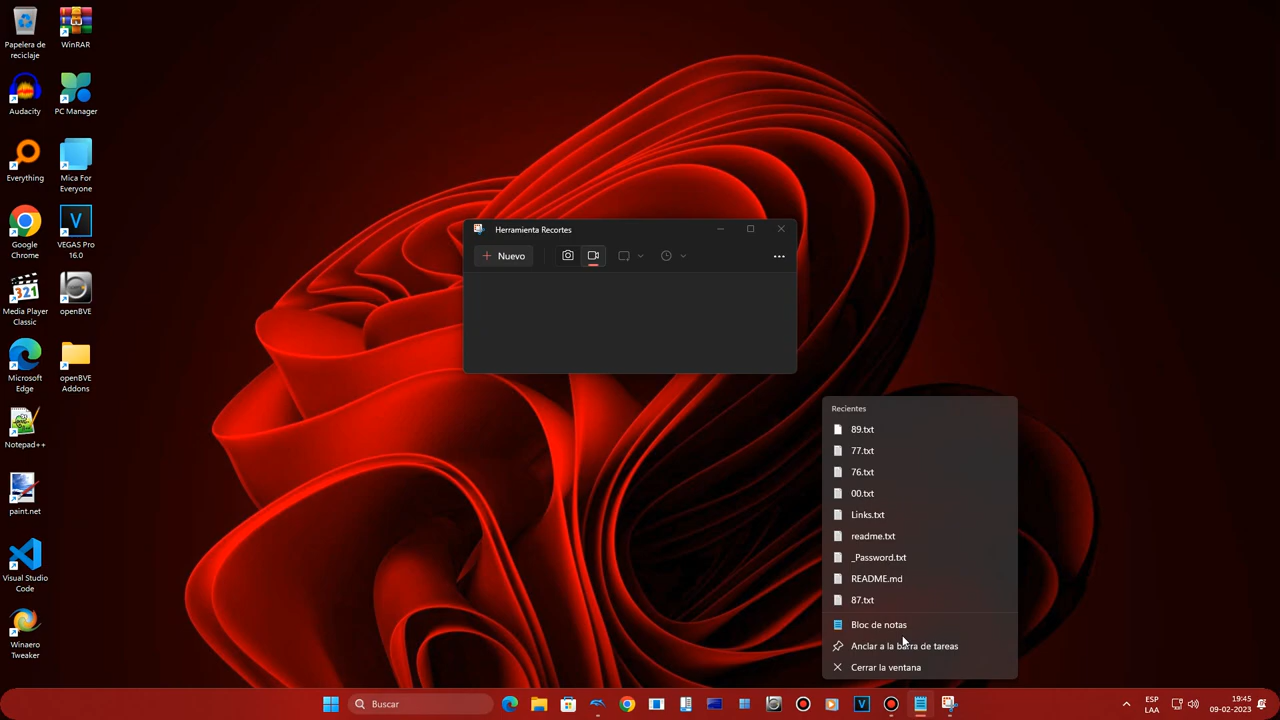 Papelera de
reciclaje
WinRAR
Audacity
PC Manager
Everything
Mica For
Everyone
Google
Chrome
VEGAS Pro
16.0
Media Player
Classic
openBVE
Microsoft
Edge
openBVE
Addons
Notepad++
paint.net
Visual Studio
Code
Winaero
Tweaker
Herramienta Recortes
Nuevo
Recientes
89.txt
77.txt
76.txt
00.txt
Links.txt
readme.txt
_Password.txt
README.md
87.txt
Bloc de notas
Anclar a la barra de tareas
Cerrar la ventana
Buscar
ESP
LAA
19:45
09-02-2023